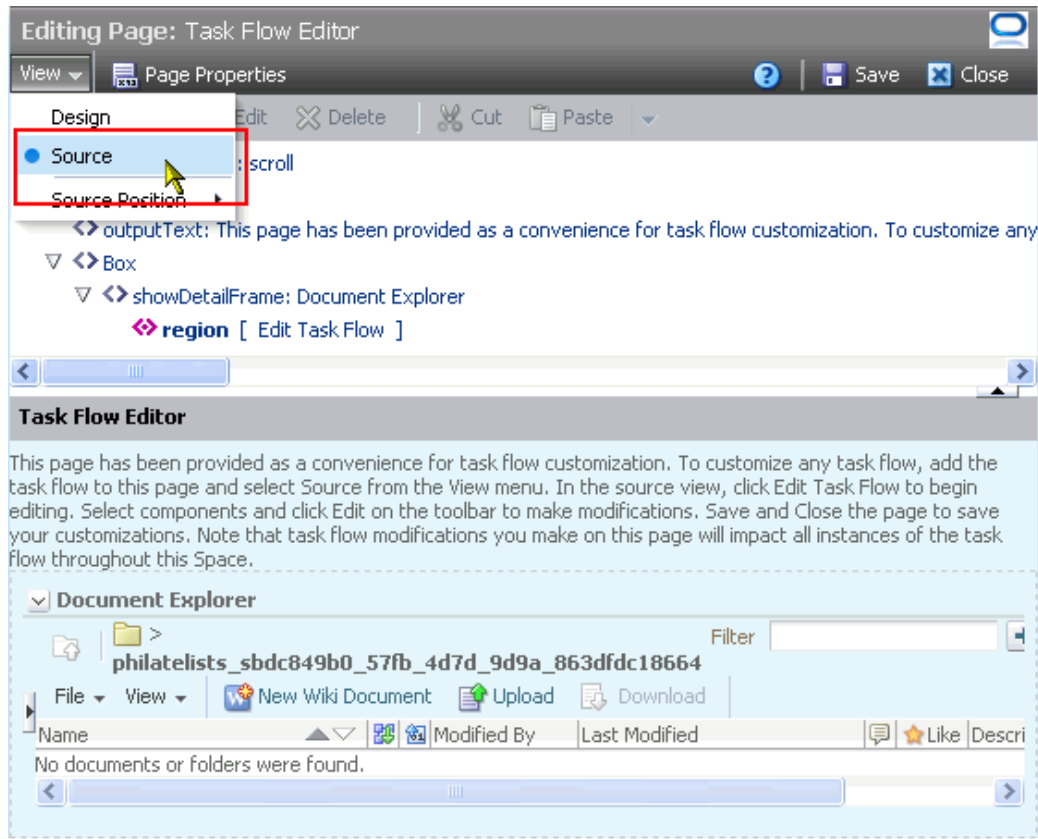 Editing Page: Task Flow Editor
View Page Properties Save Close
Design Edit Delete Cut Paste
Source : scroll
Source Position
outputText: This page has been provided as a convenience for task flow customization. To customize any
Box
showDetailFrame: Document Explorer
region [ Edit Task Flow ]
Task Flow Editor
This page has been provided as a convenience for task flow customization. To customize any task flow, add the
task flow to this page and select Source from the View menu. In the source view, click Edit Task Flow to begin
editing. Select components and click Edit on the toolbar to make modifications. Save and Close the page to save
your customizations. Note that task flow modifications you make on this page will impact all instances of the task
flow throughout this Space.
Document Explorer
> Filter
philatelists_sbdc849b0_57fb_4d7d_9d9a_863dfdc18664
File View New Wiki Document Upload Download
Name Modified By Last Modified Like Descri
No documents or folders were found.